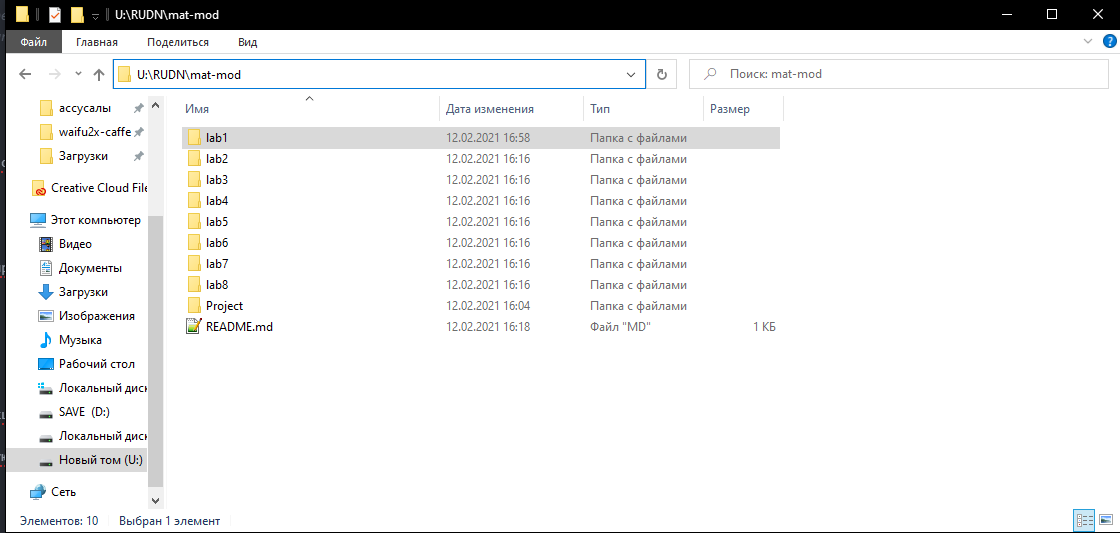 U:\RUDN\mat-mod
Файл Главная Поделиться Вид
U:\RUDN\mat-mod Поиск: mat-mod
ассусалы
waifu2x-caffe
Загрузки
Creative Cloud File
Этот компьютер
Видео
Документы
Загрузки
Изображения
Музыка
Рабочий стол
Локальный диск
SAVE (D:)
Локальный диск
Новый том (U:)
Сеть
Имя Дата изменения Тип Размер
lab1 12.02.2021 16:58 Папка с файлами
lab2 12.02.2021 16:16 Папка с файлами
lab3 12.02.2021 16:16 Папка с файлами
lab4 12.02.2021 16:16 Папка с файлами
lab5 12.02.2021 16:16 Папка с файлами
lab6 12.02.2021 16:16 Папка с файлами
lab7 12.02.2021 16:16 Папка с файлами
lab8 12.02.2021 16:16 Папка с файлами
Project 12.02.2021 16:04 Папка с файлами
README.md 12.02.2021 16:18 Файл "MD" 1 КБ
Элементов: 10 Выбран 1 элемент